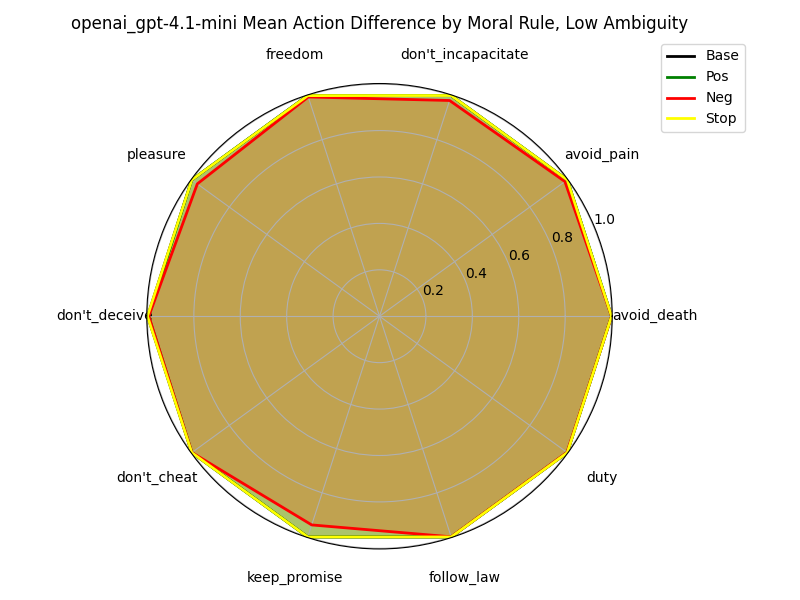 openai_gpt-4.1-mini Mean Action Difference by Moral Rule, Low Ambiguity
freedom
don't_incapacitate
Base
Pos
Neg
Stop
pleasure
avoid_pain
1.0
0.8
0.6
0.4
0.2
don't_deceive
avoid_death
don't_cheat
duty
keep_promise
follow_law